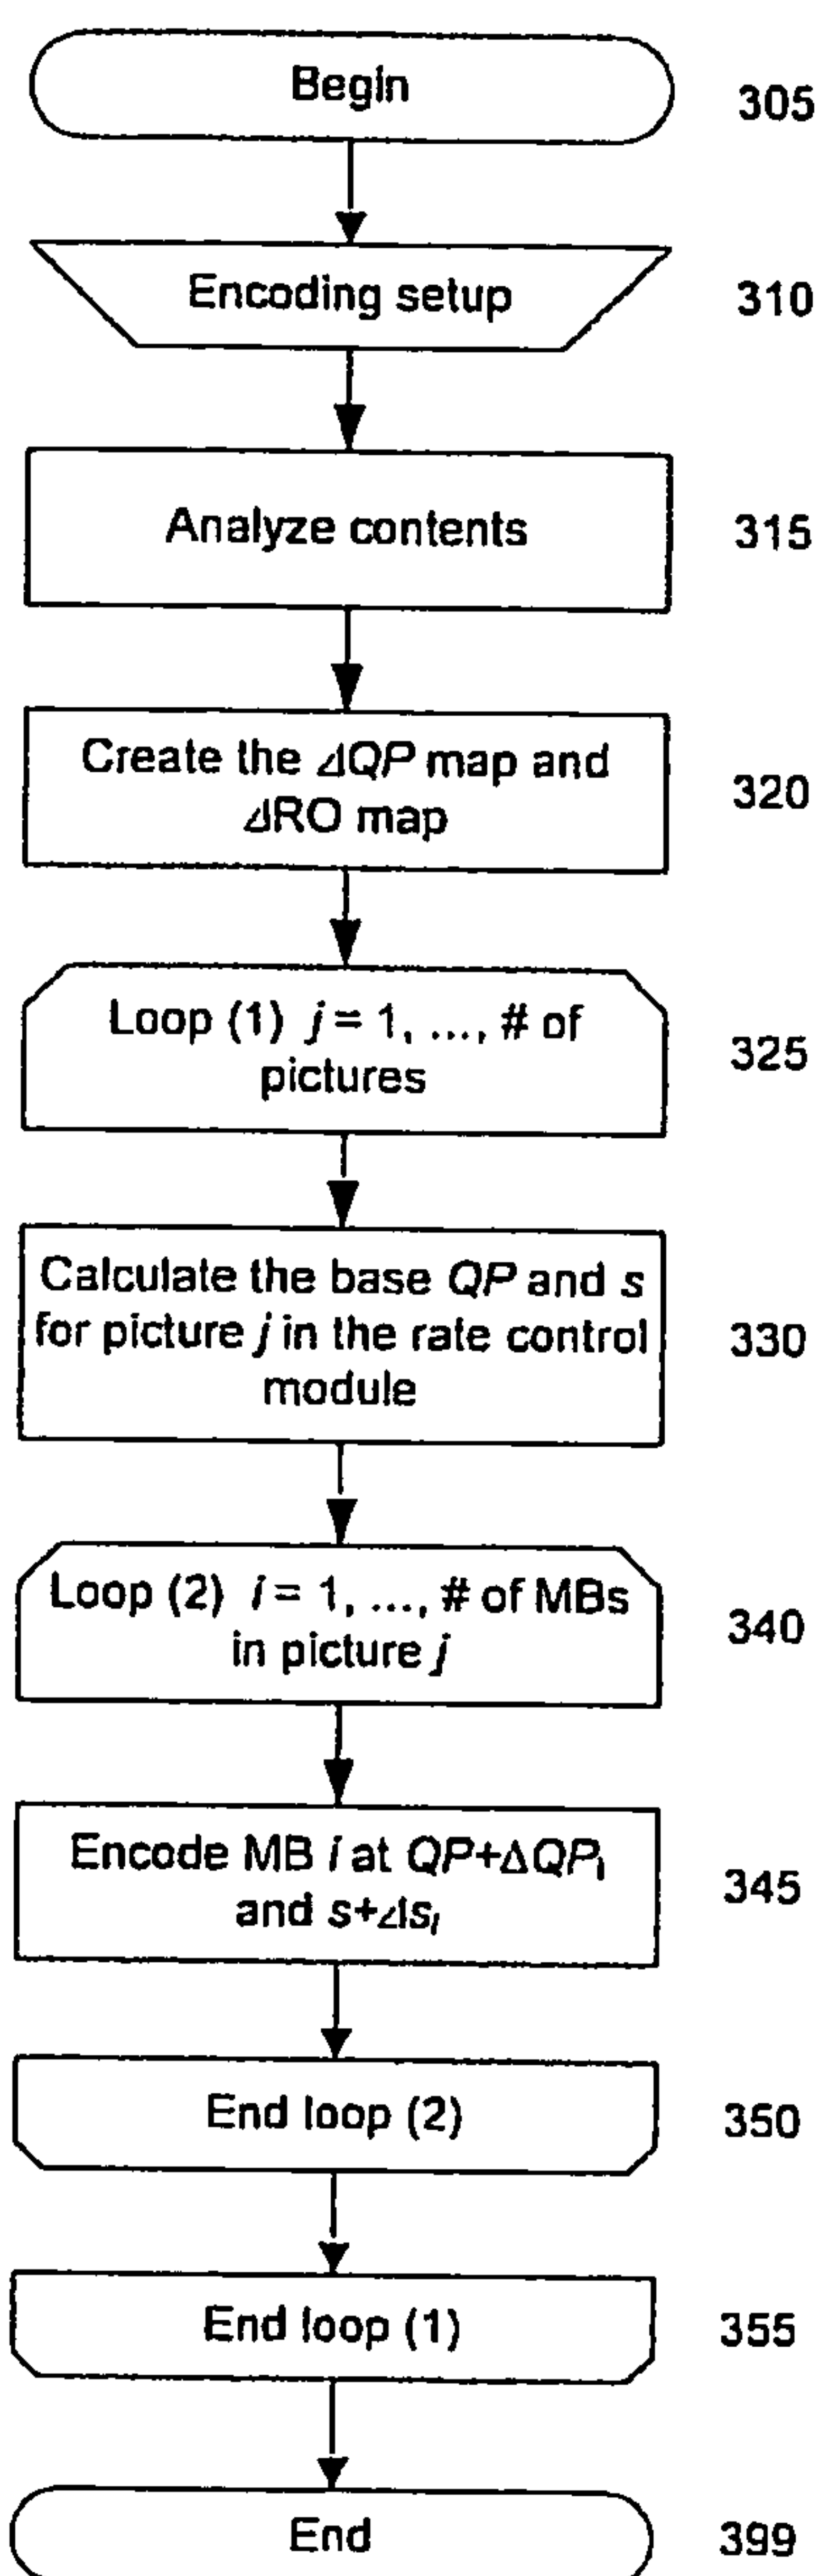 Begin
305
Encoding setup
310
Analyze contents
315
Create the ΔQP map and
ΔRO map
320
Loop (1) j = 1, ..., # of
pictures
325
Calculate the base QP and s
for picture j in the rate control
module
330
Loop (2) i = 1, ..., # of MBs
in picture j
340
Encode MB i at QP+ΔQPi
and s+Δsi
345
End loop (2)
350
End loop (1)
355
End
399